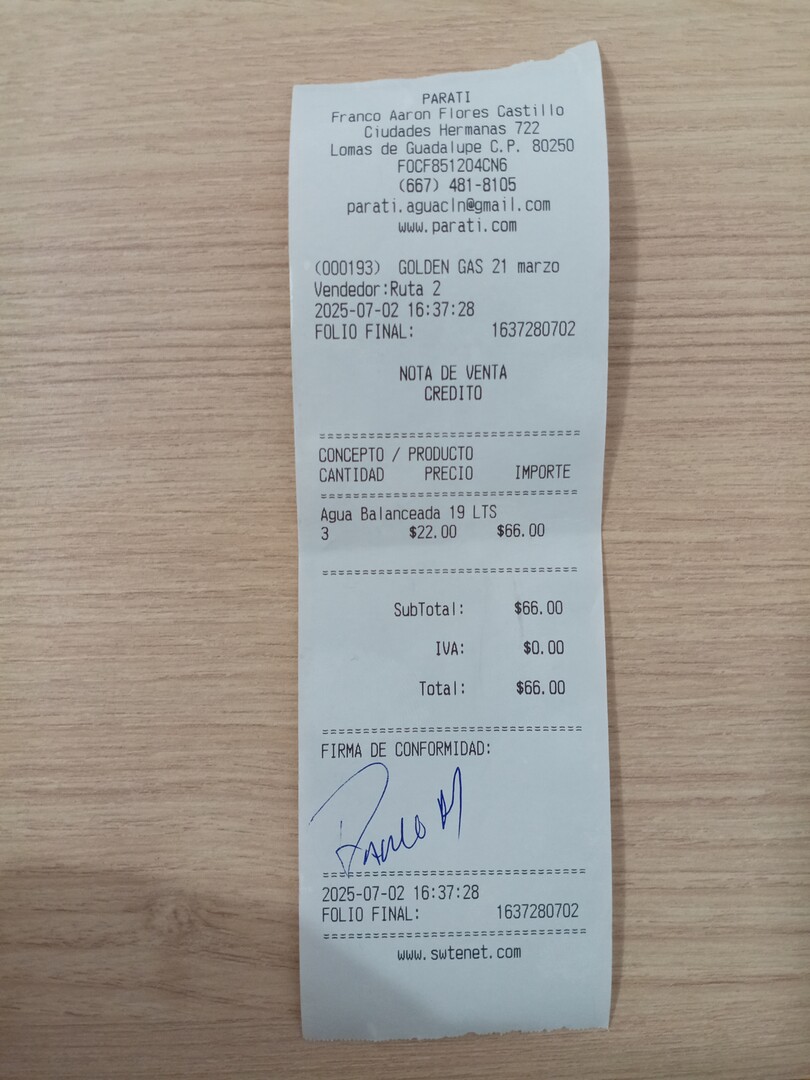 PARATI
Franco Aaron Flores Castillo
Ciudades Hermanas 722
Lomas de Guadalupe C.P. 80250
FOCF851204CN6
(667) 481-8105
parati.aguacln@gmail.com
www.parati.com
(000193) GOLDEN GAS 21 marzo
Vendedor:Ruta 2
2025-07-02 16:37:28
FOLIO FINAL: 1637280702
NOTA DE VENTA
CREDITO
================================
CONCEPTO / PRODUCTO
CANTIDAD PRECIO IMPORTE
================================
Agua Balanceada 19 LTS
3 $22.00 $66.00
================================
SubTotal: $66.00
IVA: $0.00
Total: $66.00
================================
FIRMA DE CONFORMIDAD:
================================
2025-07-02 16:37:28
FOLIO FINAL: 1637280702
================================
www.swtenet.com